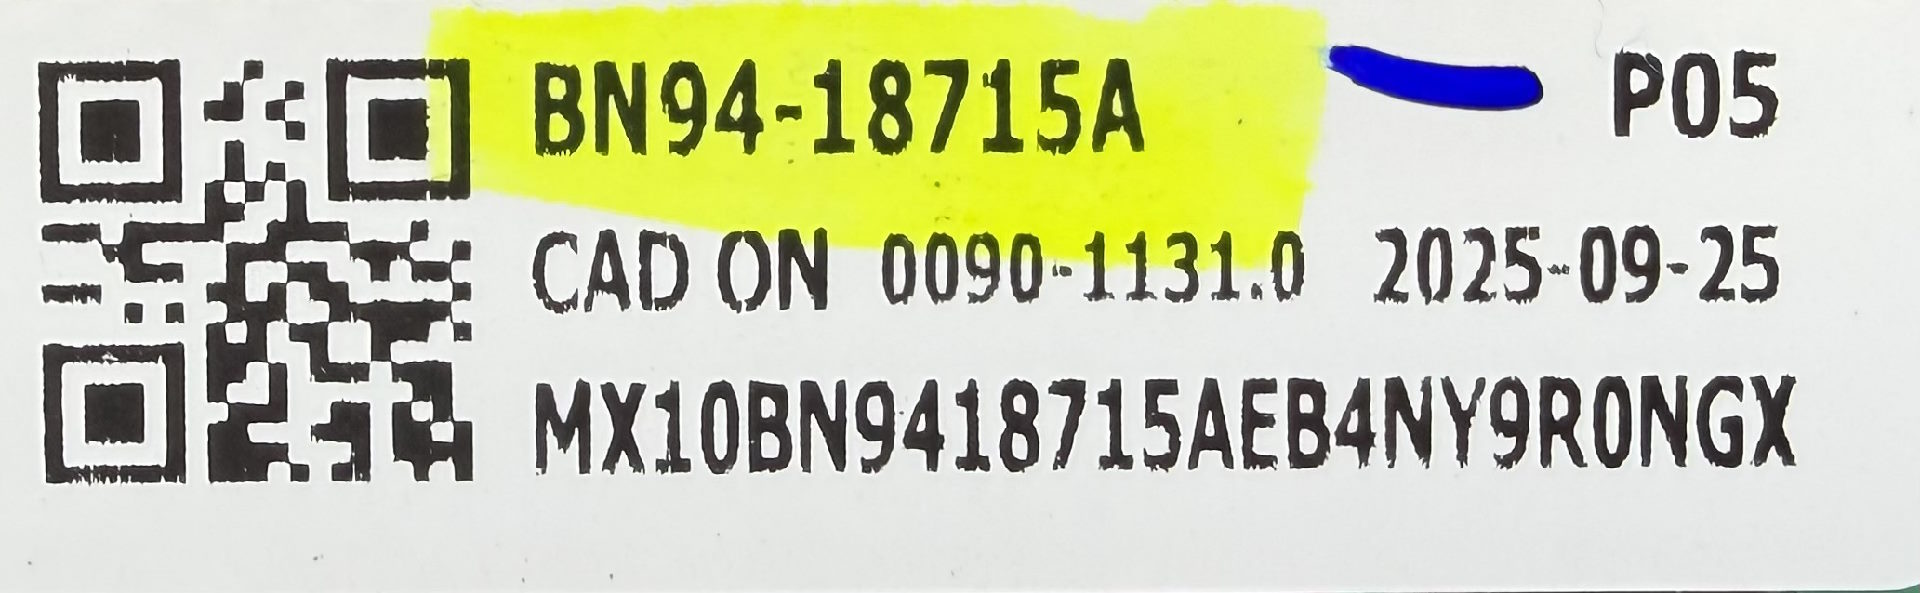 BN94-18715A P05
CAD ON 0090-1131.0 2025-09-25
MX10BN9418715AEB4NY9R0NGX